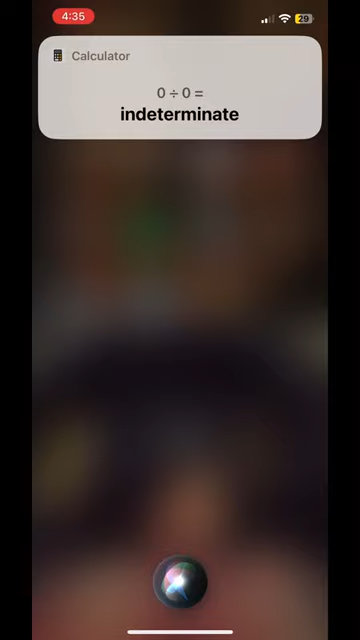 4:35
29
Calculator
0 ÷ 0 =
indeterminate